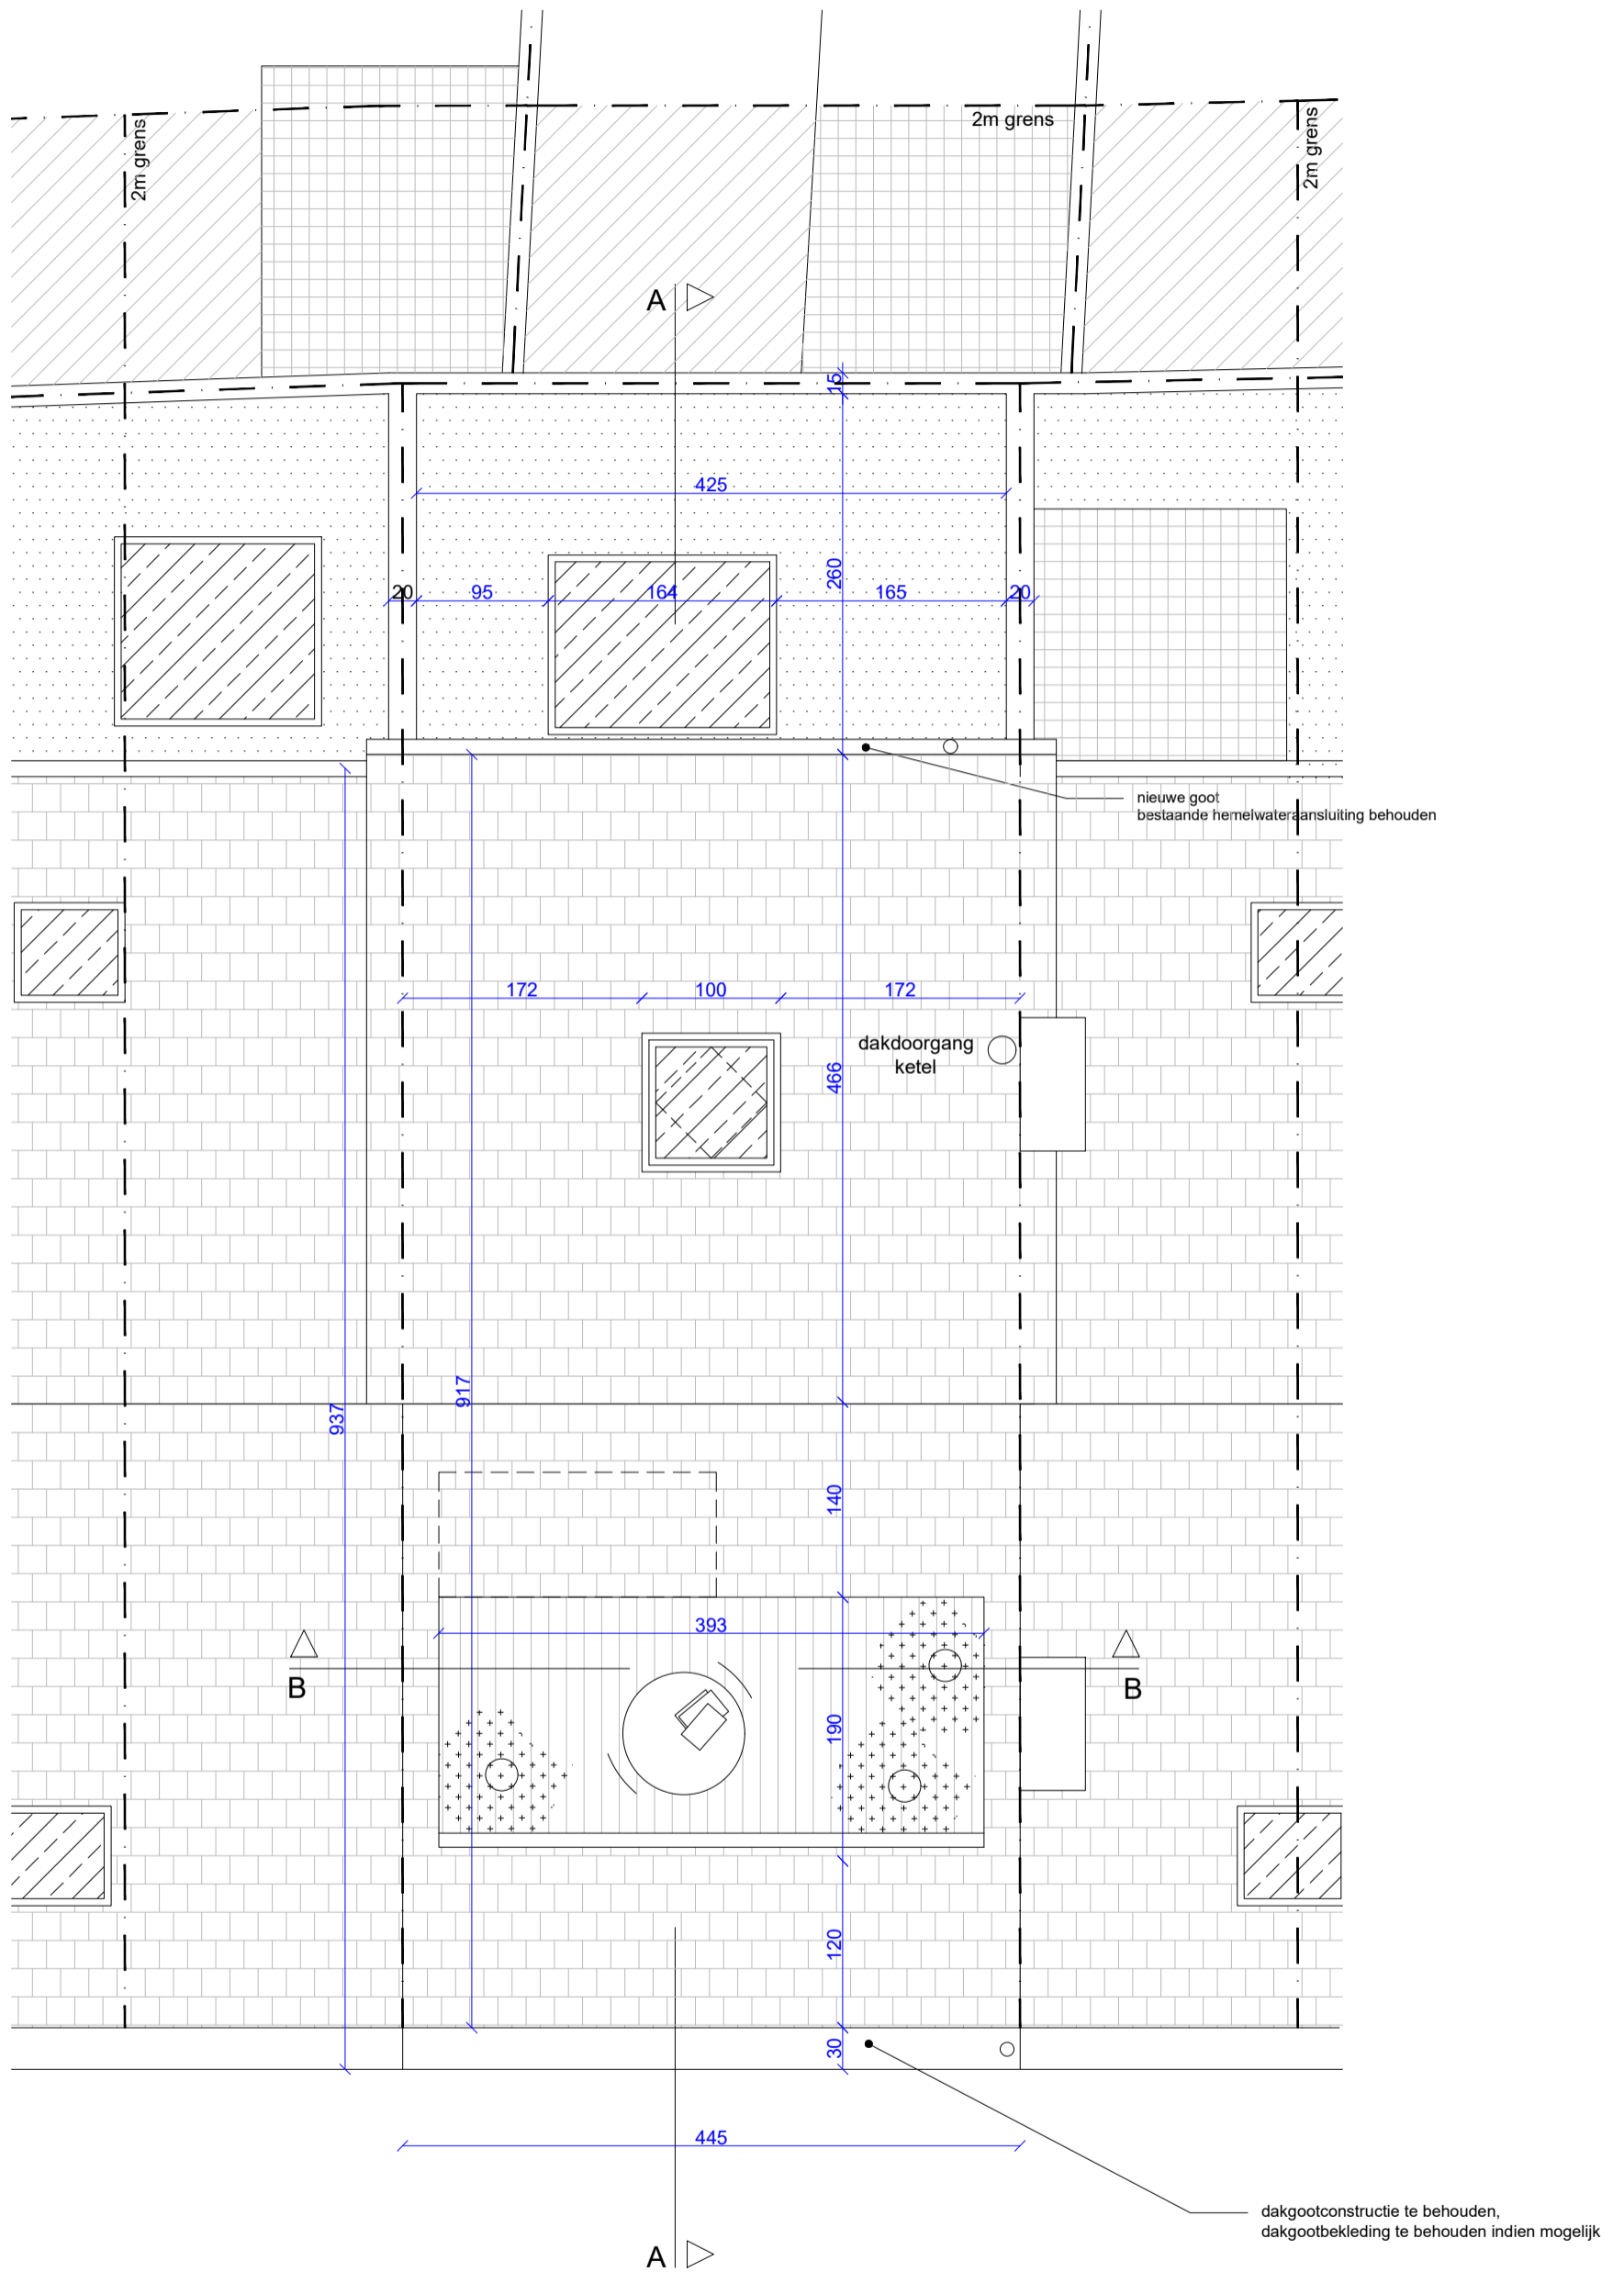 2m grens
2m grens
2m grens
A
15
425
260
20
95
164
165
20
nieuwe goot
bestaande hemelwateraansluiting behouden
172
100
172
dakdoorgang
ketel
466
917
937
140
393
B
B
190
120
30
445
dakgootconstructie te behouden,
dakgootbekleding te behouden indien mogelijk
A